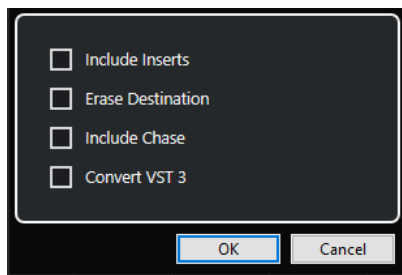 Include Inserts
Erase Destination
Include Chase
Convert VST 3
OK Cancel